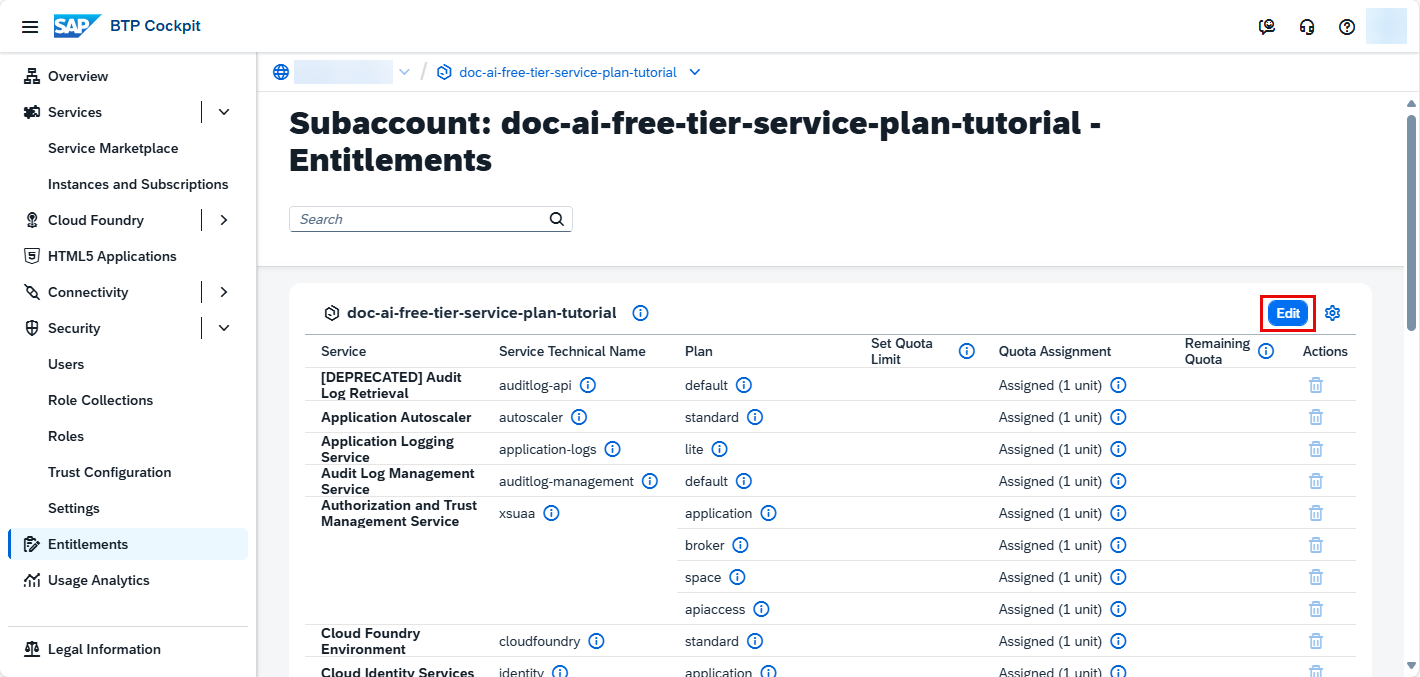 SAP BTP Cockpit
Overview
Services
Service Marketplace
Instances and Subscriptions
Cloud Foundry
HTML5 Applications
Connectivity
Security
Users
Role Collections
Roles
Trust Configuration
Settings
Entitlements
Usage Analytics
Legal Information
/ doc-ai-free-tier-service-plan-tutorial
Subaccount: doc-ai-free-tier-service-plan-tutorial -
Entitlements
Search
doc-ai-free-tier-service-plan-tutorial Edit
Service Service Technical Name Plan Set Quota Limit Quota Assignment Remaining Quota Actions
[DEPRECATED] Audit Log Retrieval auditlog-api default Assigned (1 unit)
Application Autoscaler autoscaler standard Assigned (1 unit)
Application Logging Service application-logs lite Assigned (1 unit)
Audit Log Management Service auditlog-management default Assigned (1 unit)
Authorization and Trust Management Service xsuaa application Assigned (1 unit)
broker Assigned (1 unit)
space Assigned (1 unit)
apiaccess Assigned (1 unit)
Cloud Foundry Environment cloudfoundry standard Assigned (1 unit)
Cloud Identity Services identity application Assigned (1 unit)